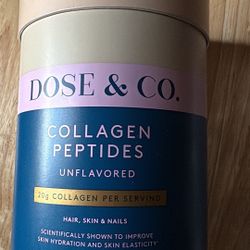 DOSE & CO.
COLLAGEN
PEPTIDES
UNFLAVORED
20g COLLAGEN PER SERVING
HAIR, SKIN & NAILS
SCIENTIFICALLY SHOWN TO IMPROVE
SKIN HYDRATION AND SKIN ELASTICITY